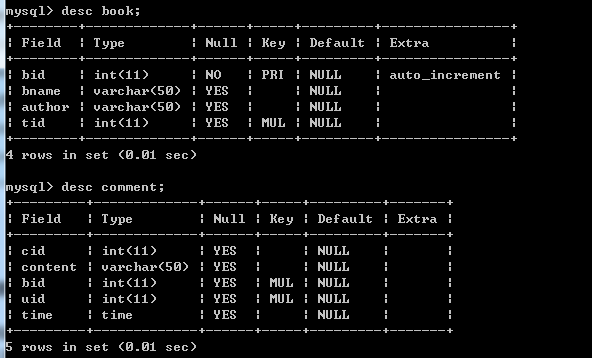 mysql> desc book;
+---------+-------------+------+-----+---------+----------------+
| Field   | Type        | Null | Key | Default | Extra          |
+---------+-------------+------+-----+---------+----------------+
| bid     | int(11)     | NO   | PRI | NULL    | auto_increment |
| bname   | varchar(50) | YES  |     | NULL    |                |
| author  | varchar(50) | YES  |     | NULL    |                |
| tid     | int(11)     | YES  | MUL | NULL    |                |
+---------+-------------+------+-----+---------+----------------+
4 rows in set (0.01 sec)
mysql> desc comment;
+---------+-------------+------+-----+---------+-------+
| Field   | Type        | Null | Key | Default | Extra |
+---------+-------------+------+-----+---------+-------+
| cid     | int(11)     | YES  |     | NULL    |       |
| content | varchar(50) | YES  |     | NULL    |       |
| bid     | int(11)     | YES  | MUL | NULL    |       |
| uid     | int(11)     | YES  | MUL | NULL    |       |
| time    | time        | YES  |     | NULL    |       |
+---------+-------------+------+-----+---------+-------+
5 rows in set (0.01 sec)